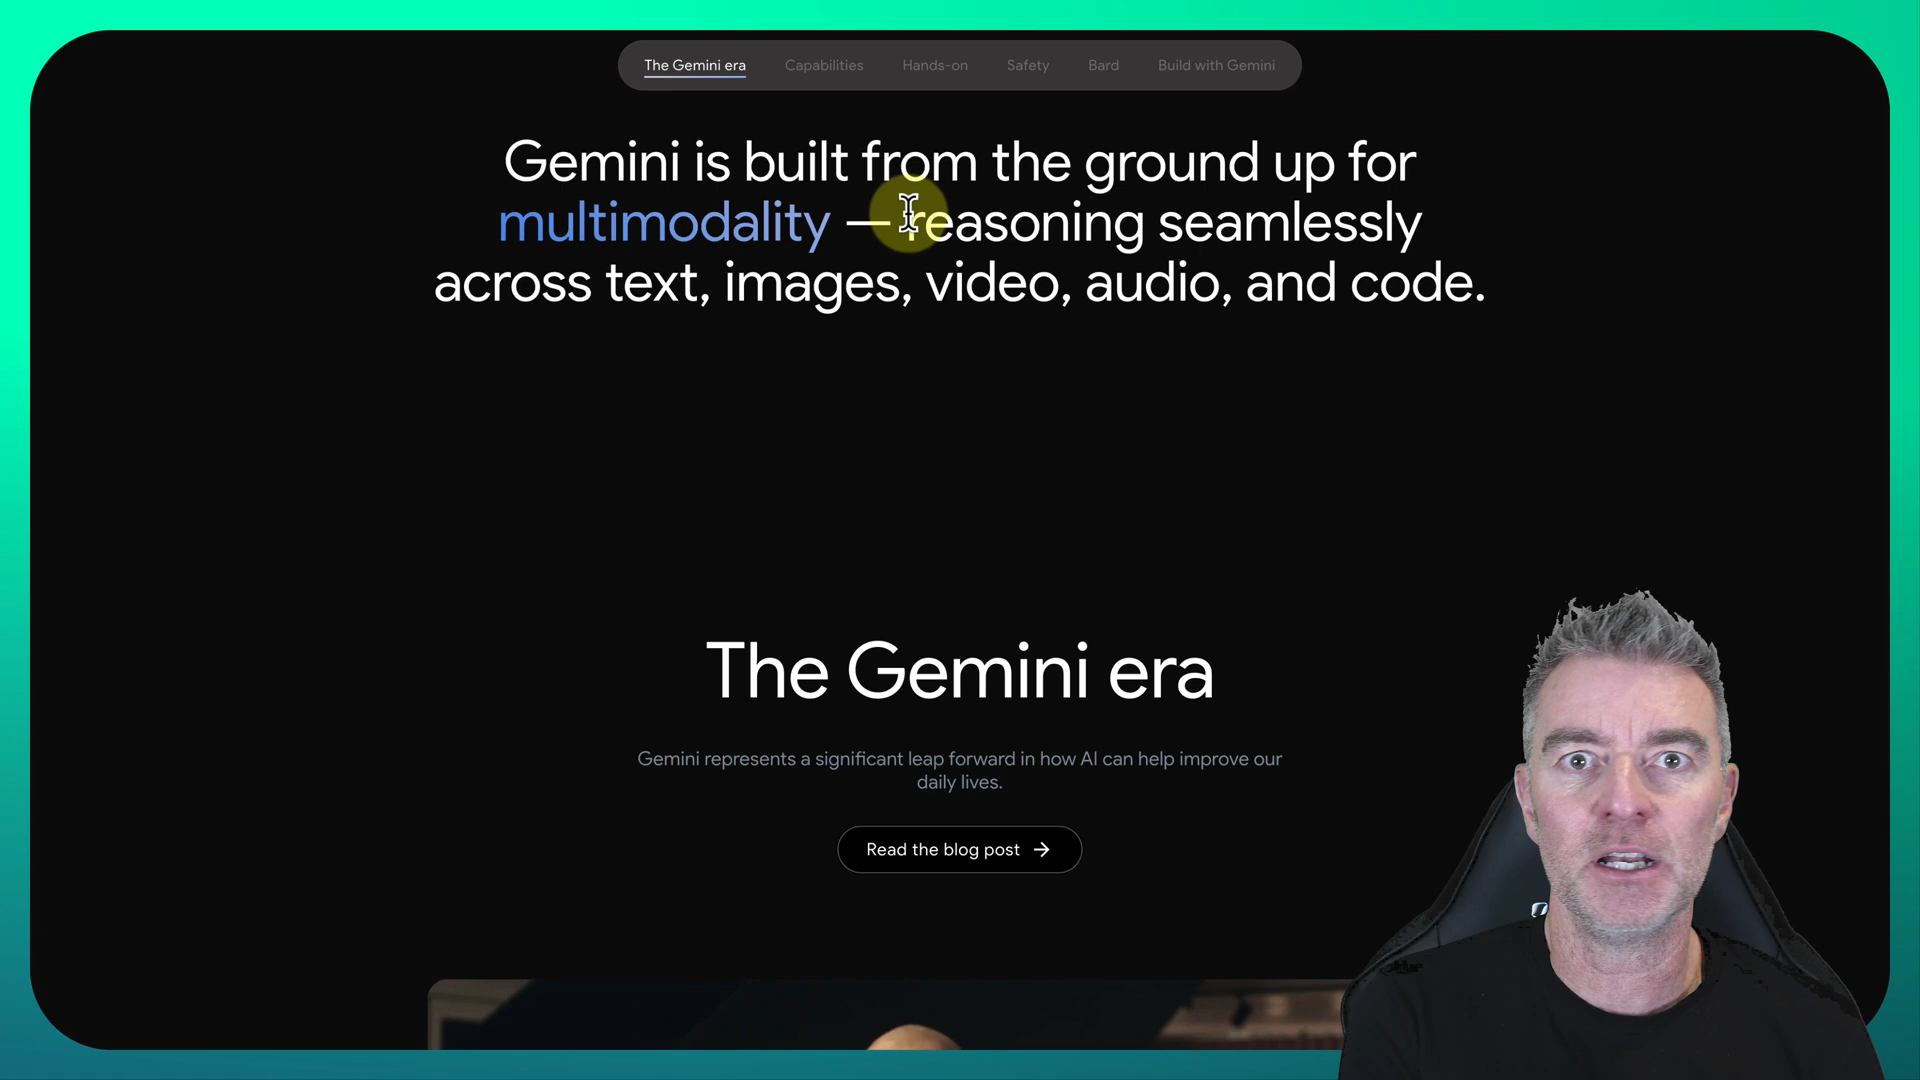 The Gemini era Capabilities Hands-on Safety Bard Build with Gemini
Gemini is built from the ground up for
multimodality — reasoning seamlessly
across text, images, video, audio, and code.
The Gemini era
Gemini represents a significant leap forward in how AI can help improve our
daily lives.
Read the blog post →